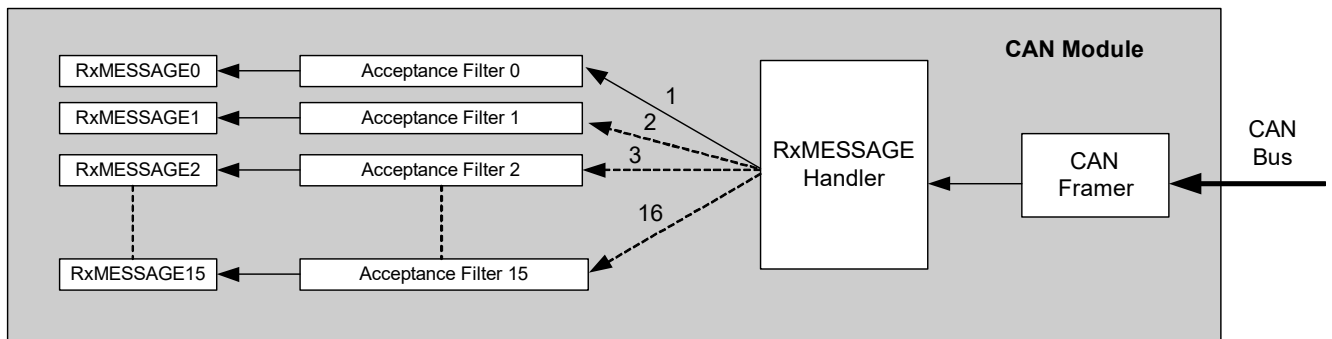 CAN Module
RxMESSAGE0
Acceptance Filter 0
1
RxMESSAGE1
Acceptance Filter 1
2
RxMESSAGE2
Acceptance Filter 2
3
RxMESSAGE15
Acceptance Filter 15
16
RxMESSAGE
Handler
CAN
Framer
CAN
Bus